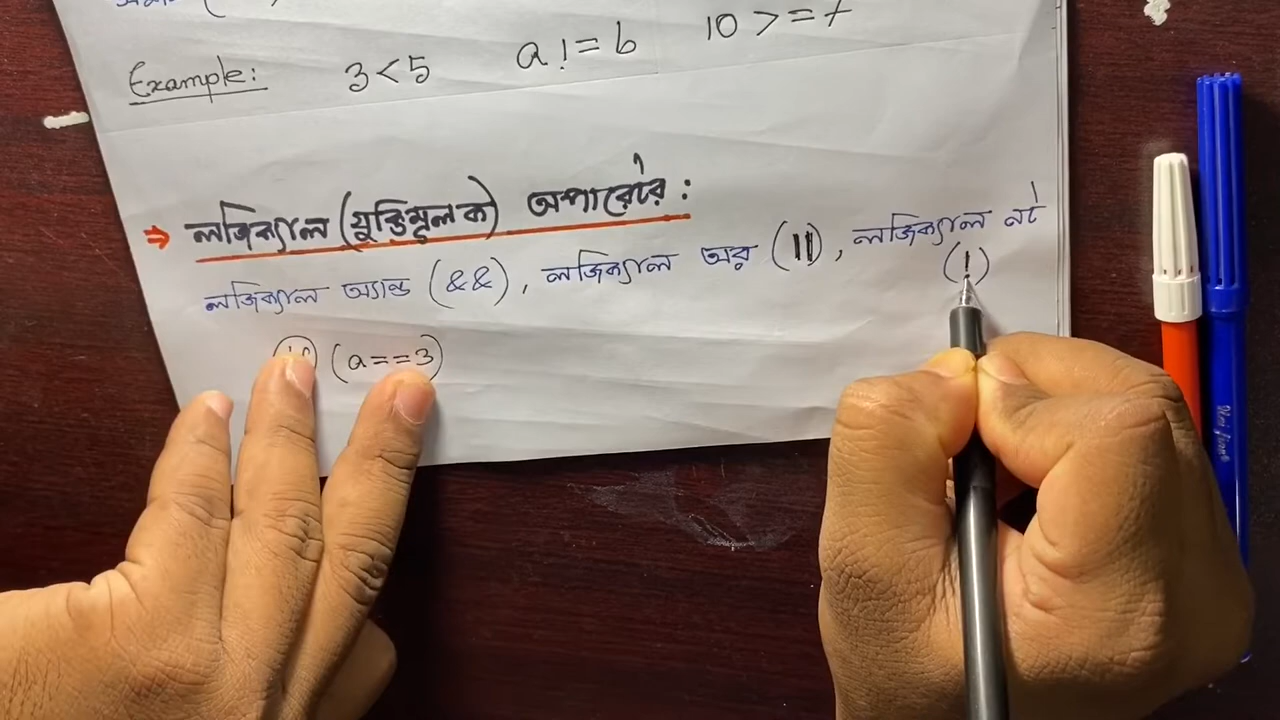 Example: 3 < 5 a != b 10 >= 7
⇒ লজিক্যাল (যুক্তিমূলক) অপারেটর :
লজিক্যাল অ্যান্ড (&&), লজিক্যাল অর (||), লজিক্যাল নট
(!)
(a==3)